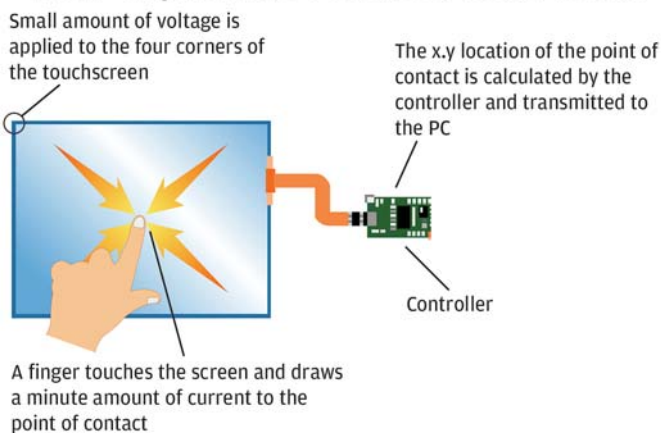 Small amount of voltage is
applied to the four corners of
the touchscreen
The x.y location of the point of
contact is calculated by the
controller and transmitted to
the PC
Controller
A finger touches the screen and draws
a minute amount of current to the
point of contact